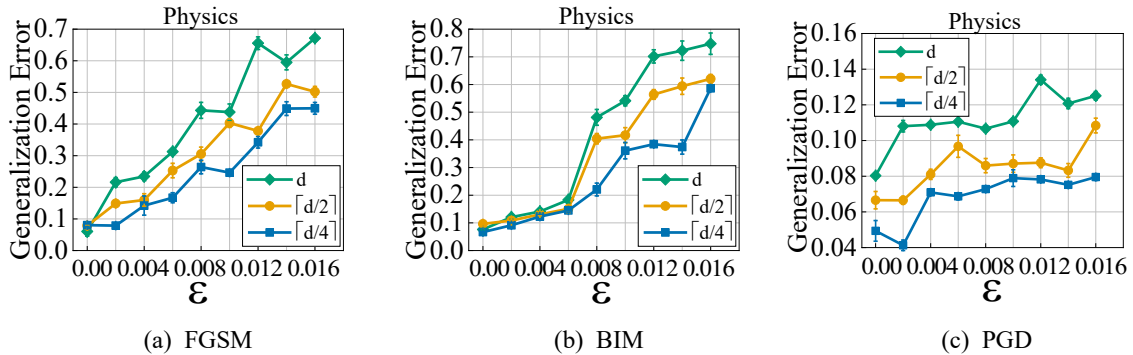 Physics
Generalization Error
0.7
0.6
0.5
0.4
0.3
0.2
0.1
0.0
d
⌈d/2⌉
⌈d/4⌉
0.00 0.004 0.008 0.012 0.016
ε
(a) FGSM
Physics
Generalization Error
0.8
0.7
0.6
0.5
0.4
0.3
0.2
0.1
0.0
d
⌈d/2⌉
⌈d/4⌉
0.00 0.004 0.008 0.012 0.016
ε
(b) BIM
Physics
Generalization Error
0.16
0.14
0.12
0.10
0.08
0.06
0.04
d
⌈d/2⌉
⌈d/4⌉
0.00 0.004 0.008 0.012 0.016
ε
(c) PGD